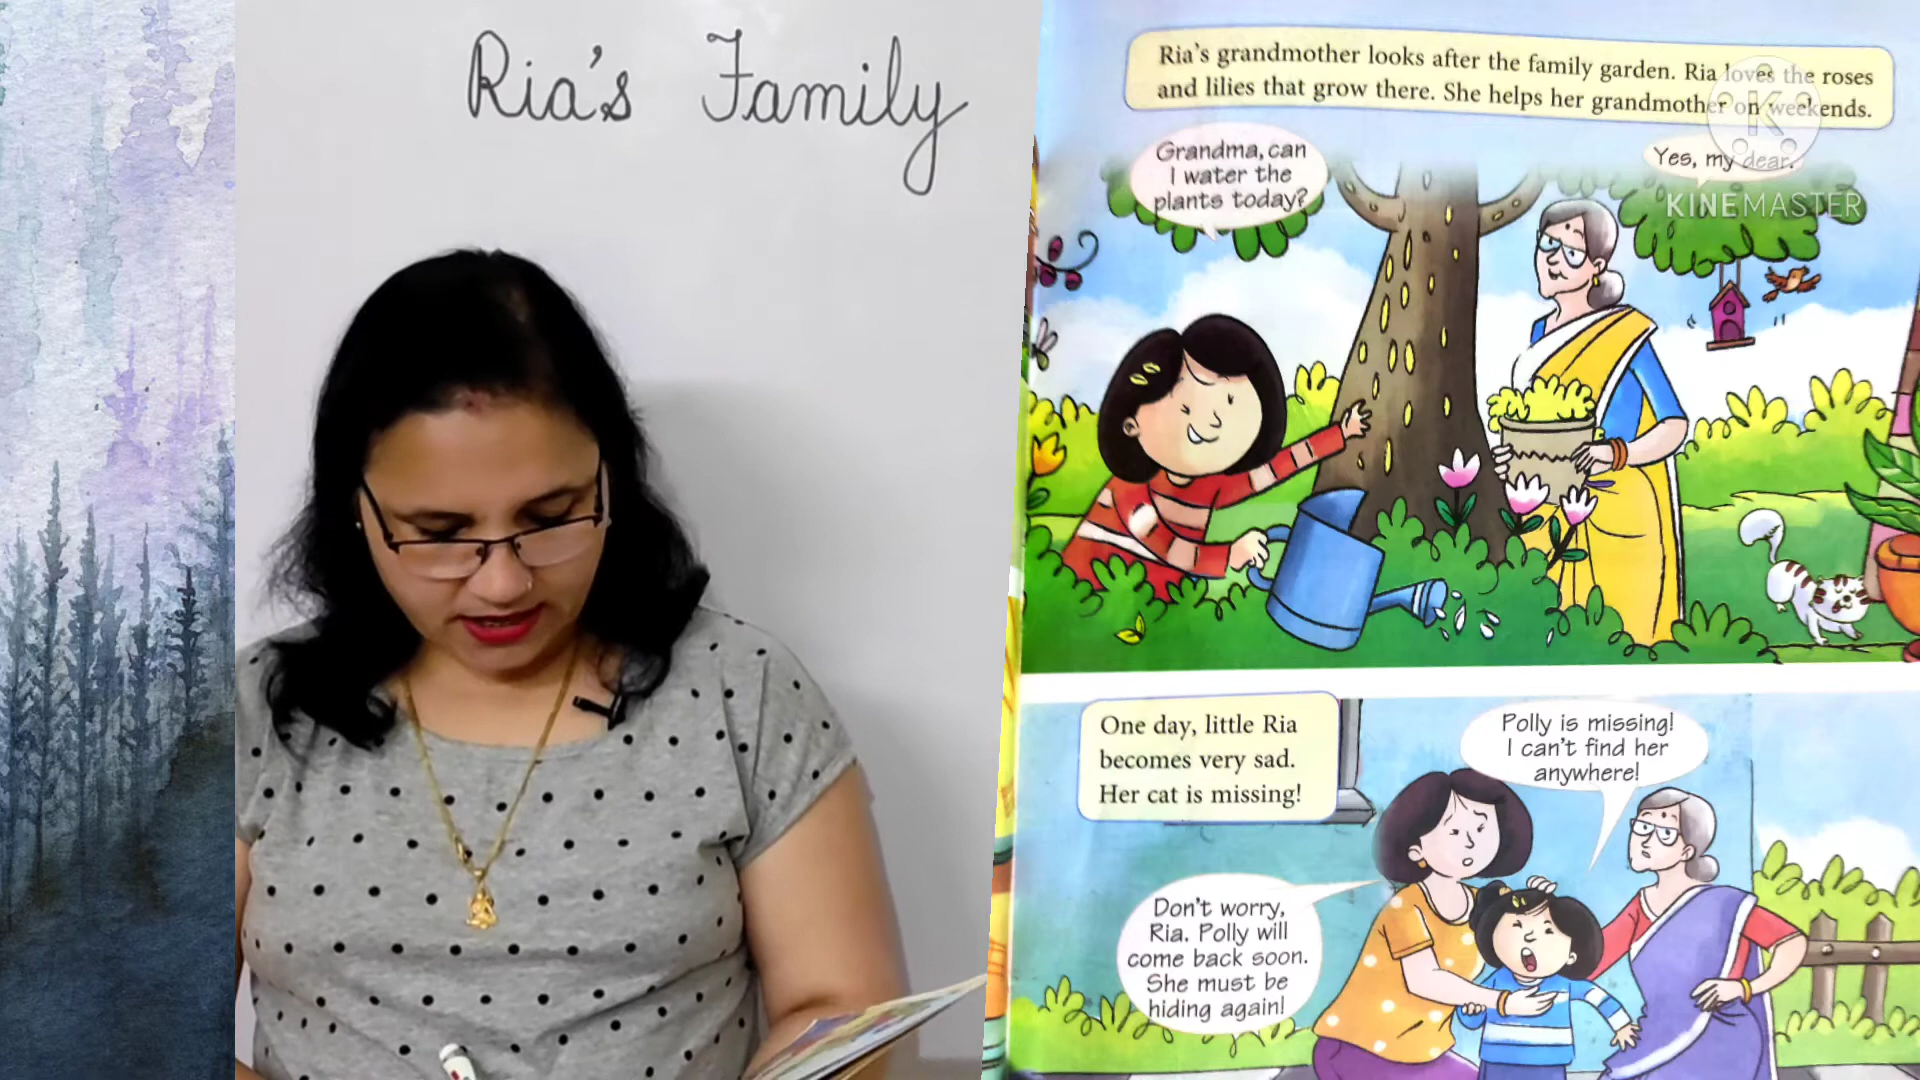 Ria's Family
Ria's grandmother looks after the family garden. Ria loves the roses
and lilies that grow there. She helps her grandmother on weekends.
Grandma, can
I water the
plants today?
Yes, my dear.
K
KINEMASTER
One day, little Ria
becomes very sad.
Her cat is missing!
Polly is missing!
I can't find her
anywhere!
Don't worry,
Ria. Polly will
come back soon.
She must be
hiding again!